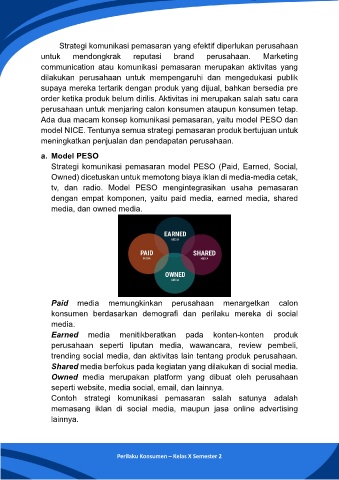 Strategi komunikasi pemasaran yang efektif diperlukan perusahaan
untuk mendongkrak reputasi brand perusahaan. Marketing
communication atau komunikasi pemasaran merupakan aktivitas yang
dilakukan perusahaan untuk mempengaruhi dan mengedukasi publik
supaya mereka tertarik dengan produk yang dijual, bahkan bersedia pre
order ketika produk belum dirilis. Aktivitas ini merupakan salah satu cara
perusahaan untuk menjaring calon konsumen ataupun konsumen tetap.
Ada dua macam konsep komunikasi pemasaran, yaitu model PESO dan
model NICE. Tentunya semua strategi pemasaran produk bertujuan untuk
meningkatkan penjualan dan pendapatan perusahaan.
a. Model PESO
Strategi komunikasi pemasaran model PESO (Paid, Earned, Social,
Owned) dicetuskan untuk memotong biaya iklan di media-media cetak,
tv, dan radio. Model PESO mengintegrasikan usaha pemasaran
dengan empat komponen, yaitu paid media, earned media, shared
media, dan owned media.
EARNED
MEDIA
PAID
MEDIA
SHARED
MEDIA
OWNED
MEDIA
Paid media memungkinkan perusahaan menargetkan calon
konsumen berdasarkan demografi dan perilaku mereka di social
media.
Earned media menitikberatkan pada konten-konten produk
perusahaan seperti liputan media, wawancara, review pembeli,
trending social media, dan aktivitas lain tentang produk perusahaan.
Shared media berfokus pada kegiatan yang dilakukan di social media.
Owned media merupakan platform yang dibuat oleh perusahaan
seperti website, media social, email, dan lainnya.
Contoh strategi komunikasi pemasaran salah satunya adalah
memasang iklan di social media, maupun jasa online advertising
lainnya.
Perilaku Konsumen – Kelas X Semester 2